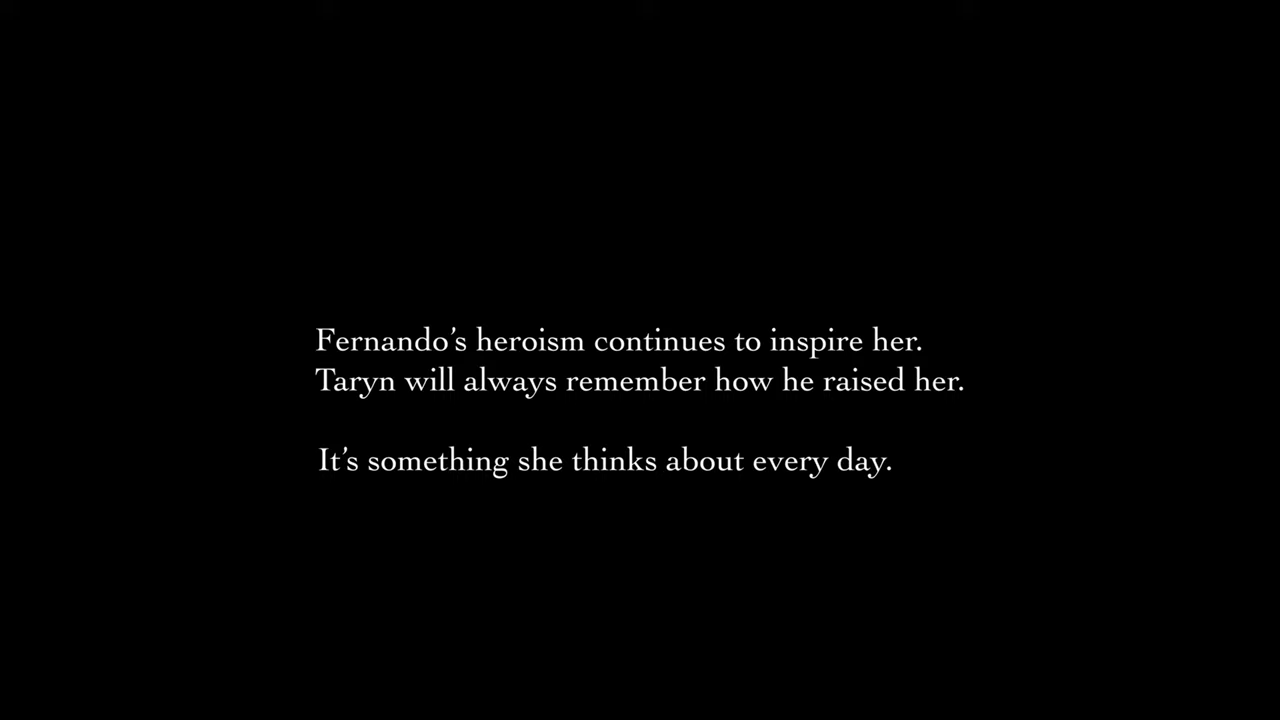 Fernando’s heroism continues to inspire her.
Taryn will always remember how he raised her.
It’s something she thinks about every day.